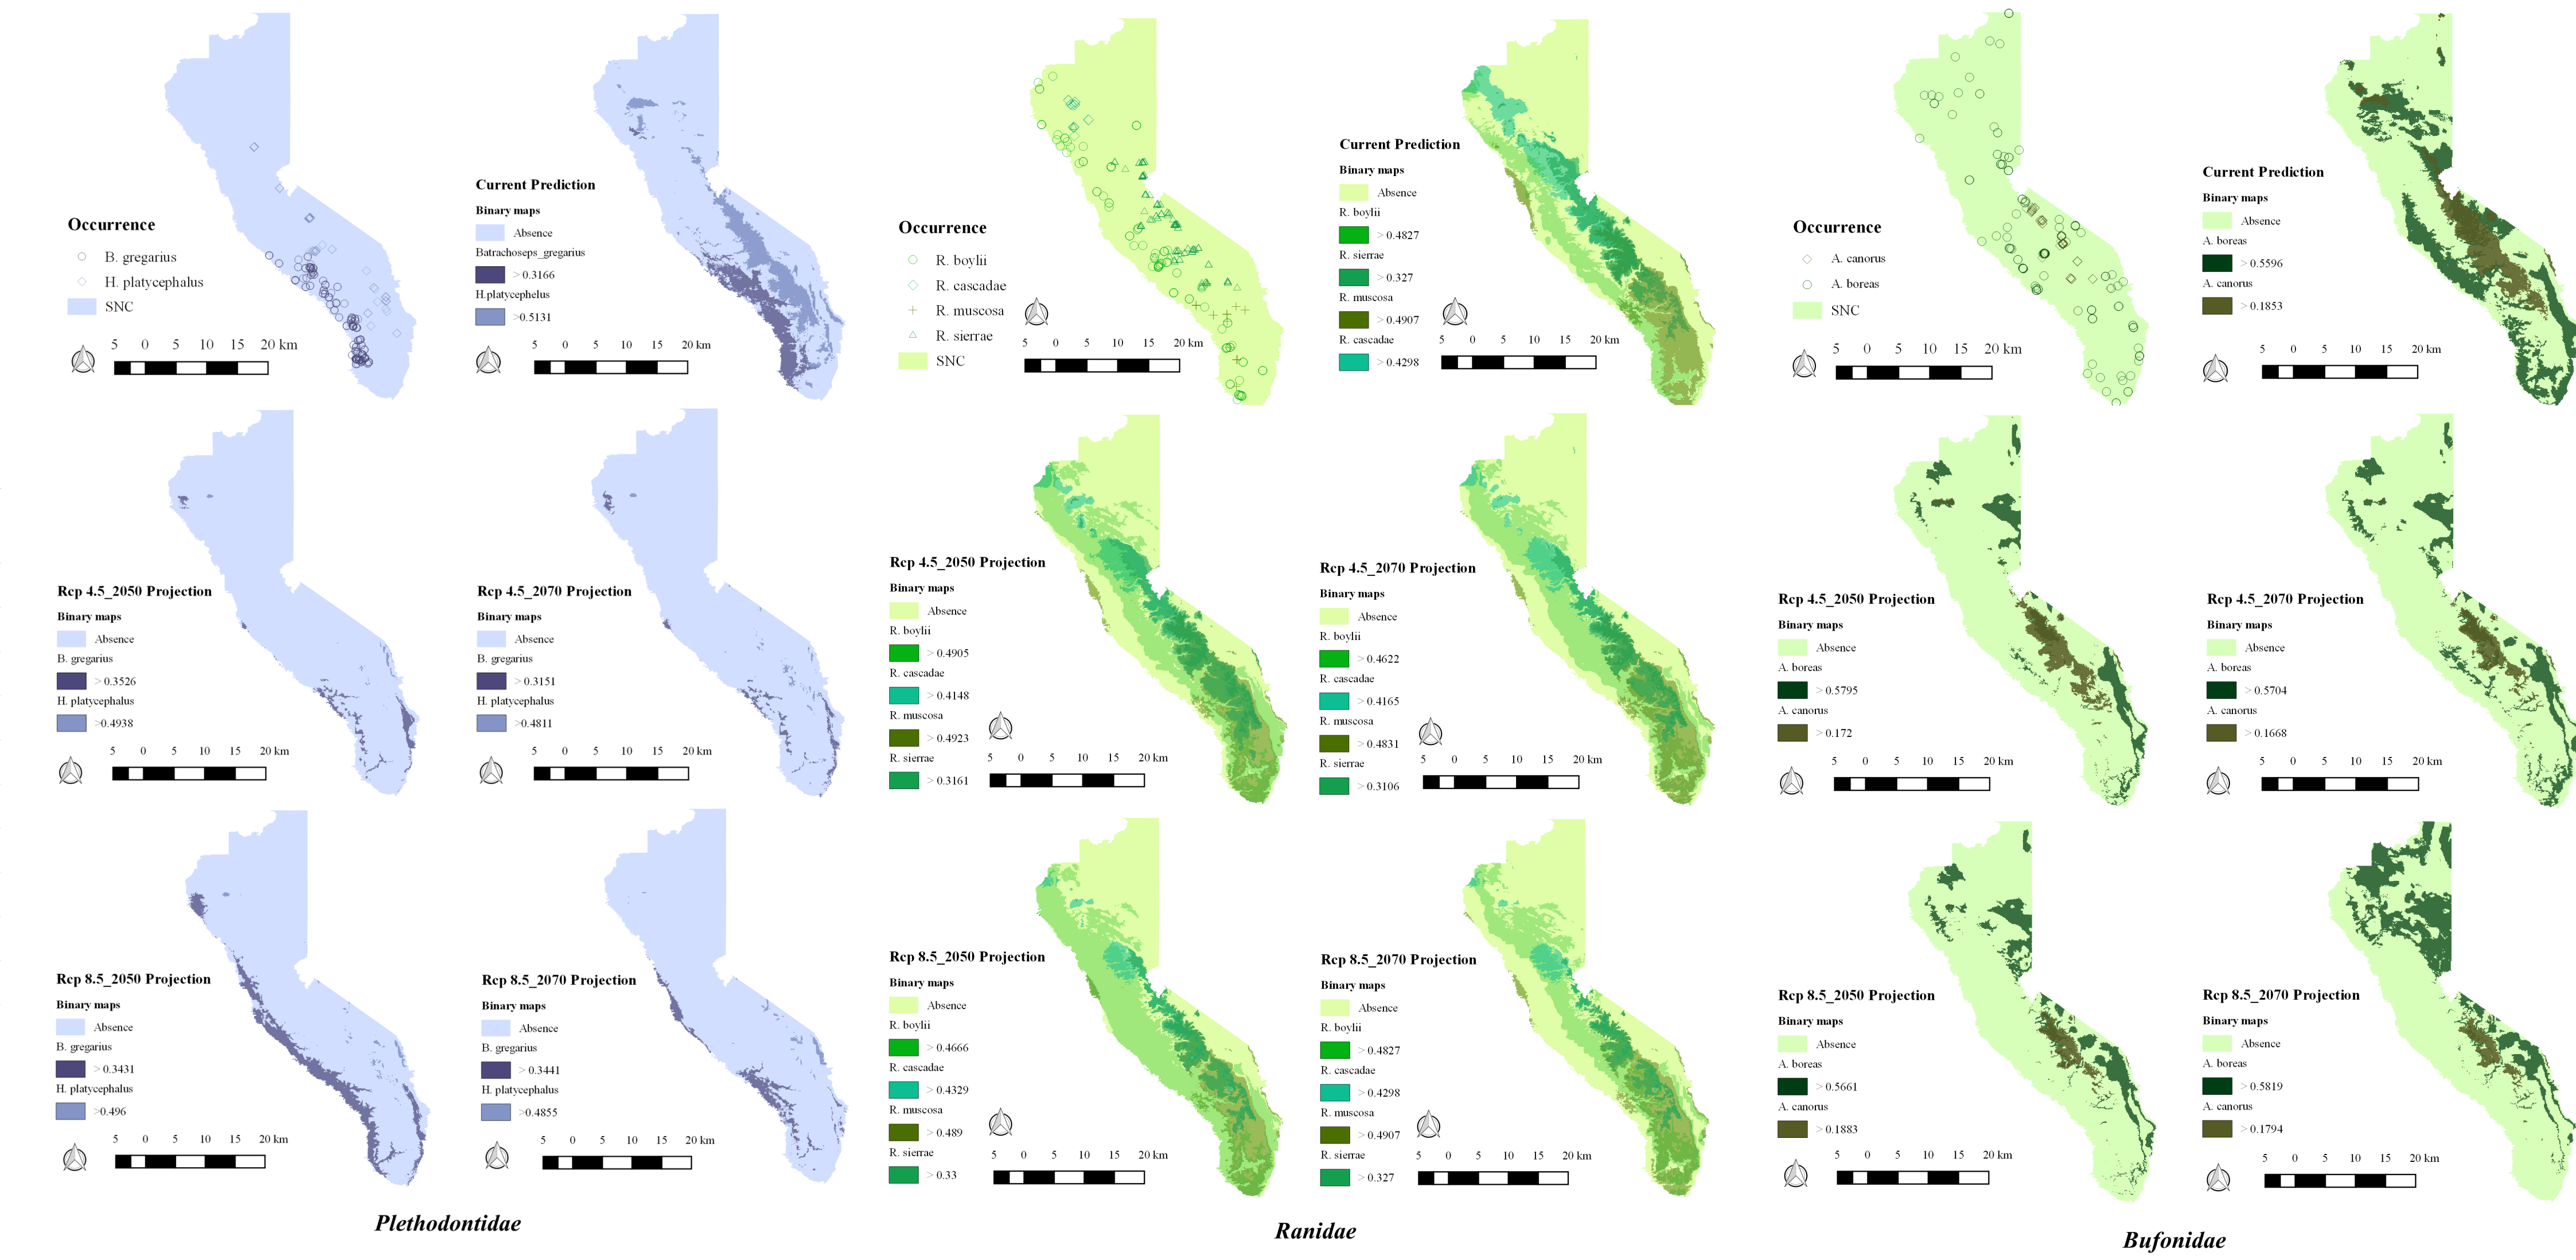 Occurrence
B. gregarius
H. platycephalus
SNC
5 0 5 10 15 20 km
Current Prediction
Binary maps
Absence
Batrachoseps_gregarius
> 0.3166
H.platycephelus
>0.5131
5 0 5 10 15 20 km
Occurrence
R. boylii
R. cascadae
R. muscosa
R. sierrae
SNC
5 0 5 10 15 20 km
Current Prediction
Binary maps
Absence
R. boylii
> 0.4827
R. sierrae
> 0.327
R. muscosa
> 0.4907
R. cascadae
> 0.4298
5 0 5 10 15 20 km
Occurrence
A. canorus
A. boreas
SNC
5 0 5 10 15 20 km
Current Prediction
Binary maps
Absence
A. boreas
> 0.5596
A. canorus
> 0.1853
5 0 5 10 15 20 km
Rcp 4.5_2050 Projection
Binary maps
Absence
B. gregarius
> 0.3526
H. platycephalus
>0.4938
5 0 5 10 15 20 km
Rcp 4.5_2070 Projection
Binary maps
Absence
B. gregarius
> 0.3151
H. platycephalus
>0.4811
5 0 5 10 15 20 km
Rcp 4.5_2050 Projection
Binary maps
Absence
R. boylii
> 0.4905
R. cascadae
> 0.4148
R. muscosa
> 0.4923
R. sierrae
> 0.3161
5 0 5 10 15 20 km
Rcp 4.5_2070 Projection
Binary maps
Absence
R. boylii
> 0.4622
R. cascadae
> 0.4165
R. muscosa
> 0.4831
R. sierrae
> 0.3106
5 0 5 10 15 20 km
Rcp 4.5_2050 Projection
Binary maps
Absence
A. boreas
> 0.5795
A. canorus
> 0.172
5 0 5 10 15 20 km
Rcp 4.5_2070 Projection
Binary maps
Absence
A. boreas
> 0.5704
A. canorus
> 0.1668
5 0 5 10 15 20 km
Rcp 8.5_2050 Projection
Binary maps
Absence
B. gregarius
> 0.3431
H. platycephalus
>0.496
5 0 5 10 15 20 km
Rcp 8.5_2070 Projection
Binary maps
Absence
B. gregarius
> 0.3441
H. platycephalus
>0.4855
5 0 5 10 15 20 km
Rcp 8.5_2050 Projection
Binary maps
Absence
R. boylii
> 0.4666
R. cascadae
> 0.4329
R. muscosa
> 0.489
R. sierrae
> 0.33
5 0 5 10 15 20 km
Rcp 8.5_2070 Projection
Binary maps
Absence
R. boylii
> 0.4827
R. cascadae
> 0.4298
R. muscosa
> 0.4907
R. sierrae
> 0.327
5 0 5 10 15 20 km
Rcp 8.5_2050 Projection
Binary maps
Absence
A. boreas
> 0.5661
A. canorus
> 0.1883
5 0 5 10 15 20 km
Rcp 8.5_2070 Projection
Binary maps
Absence
A. boreas
> 0.5819
A. canorus
> 0.1794
5 0 5 10 15 20 km
Plethodontidae
Ranidae
Bufonidae